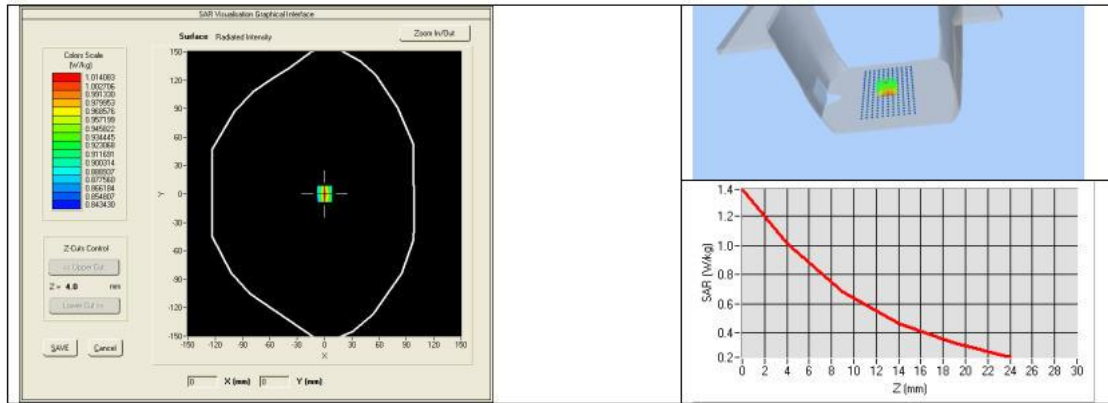 SAR Visualisation Graphical Interface
Surface Radiated Intensity
Zoom In/Out
Colors Scale
(W/kg)
1.014083
1.002706
0.991330
0.979953
0.968576
0.957199
0.945822
0.934445
0.923068
0.911691
0.900314
0.888937
0.877560
0.866184
0.854807
0.843430
150
120
90
60
30
0
-30
-60
-90
-120
-150
Y
-150 -120 -90 -60 -30 0 30 60 90 120 150
X
Z-Cuts Control
<< Upper Cut
Z = 4.0 mm
Lower Cut >>
SAVE Cancel
0 X (mm) 0 Y (mm)
SAR (W/kg)
1.4
1.2
1.0
0.8
0.6
0.4
0.2
0 2 4 6 8 10 12 14 16 18 20 22 24 26 28 30
Z (mm)